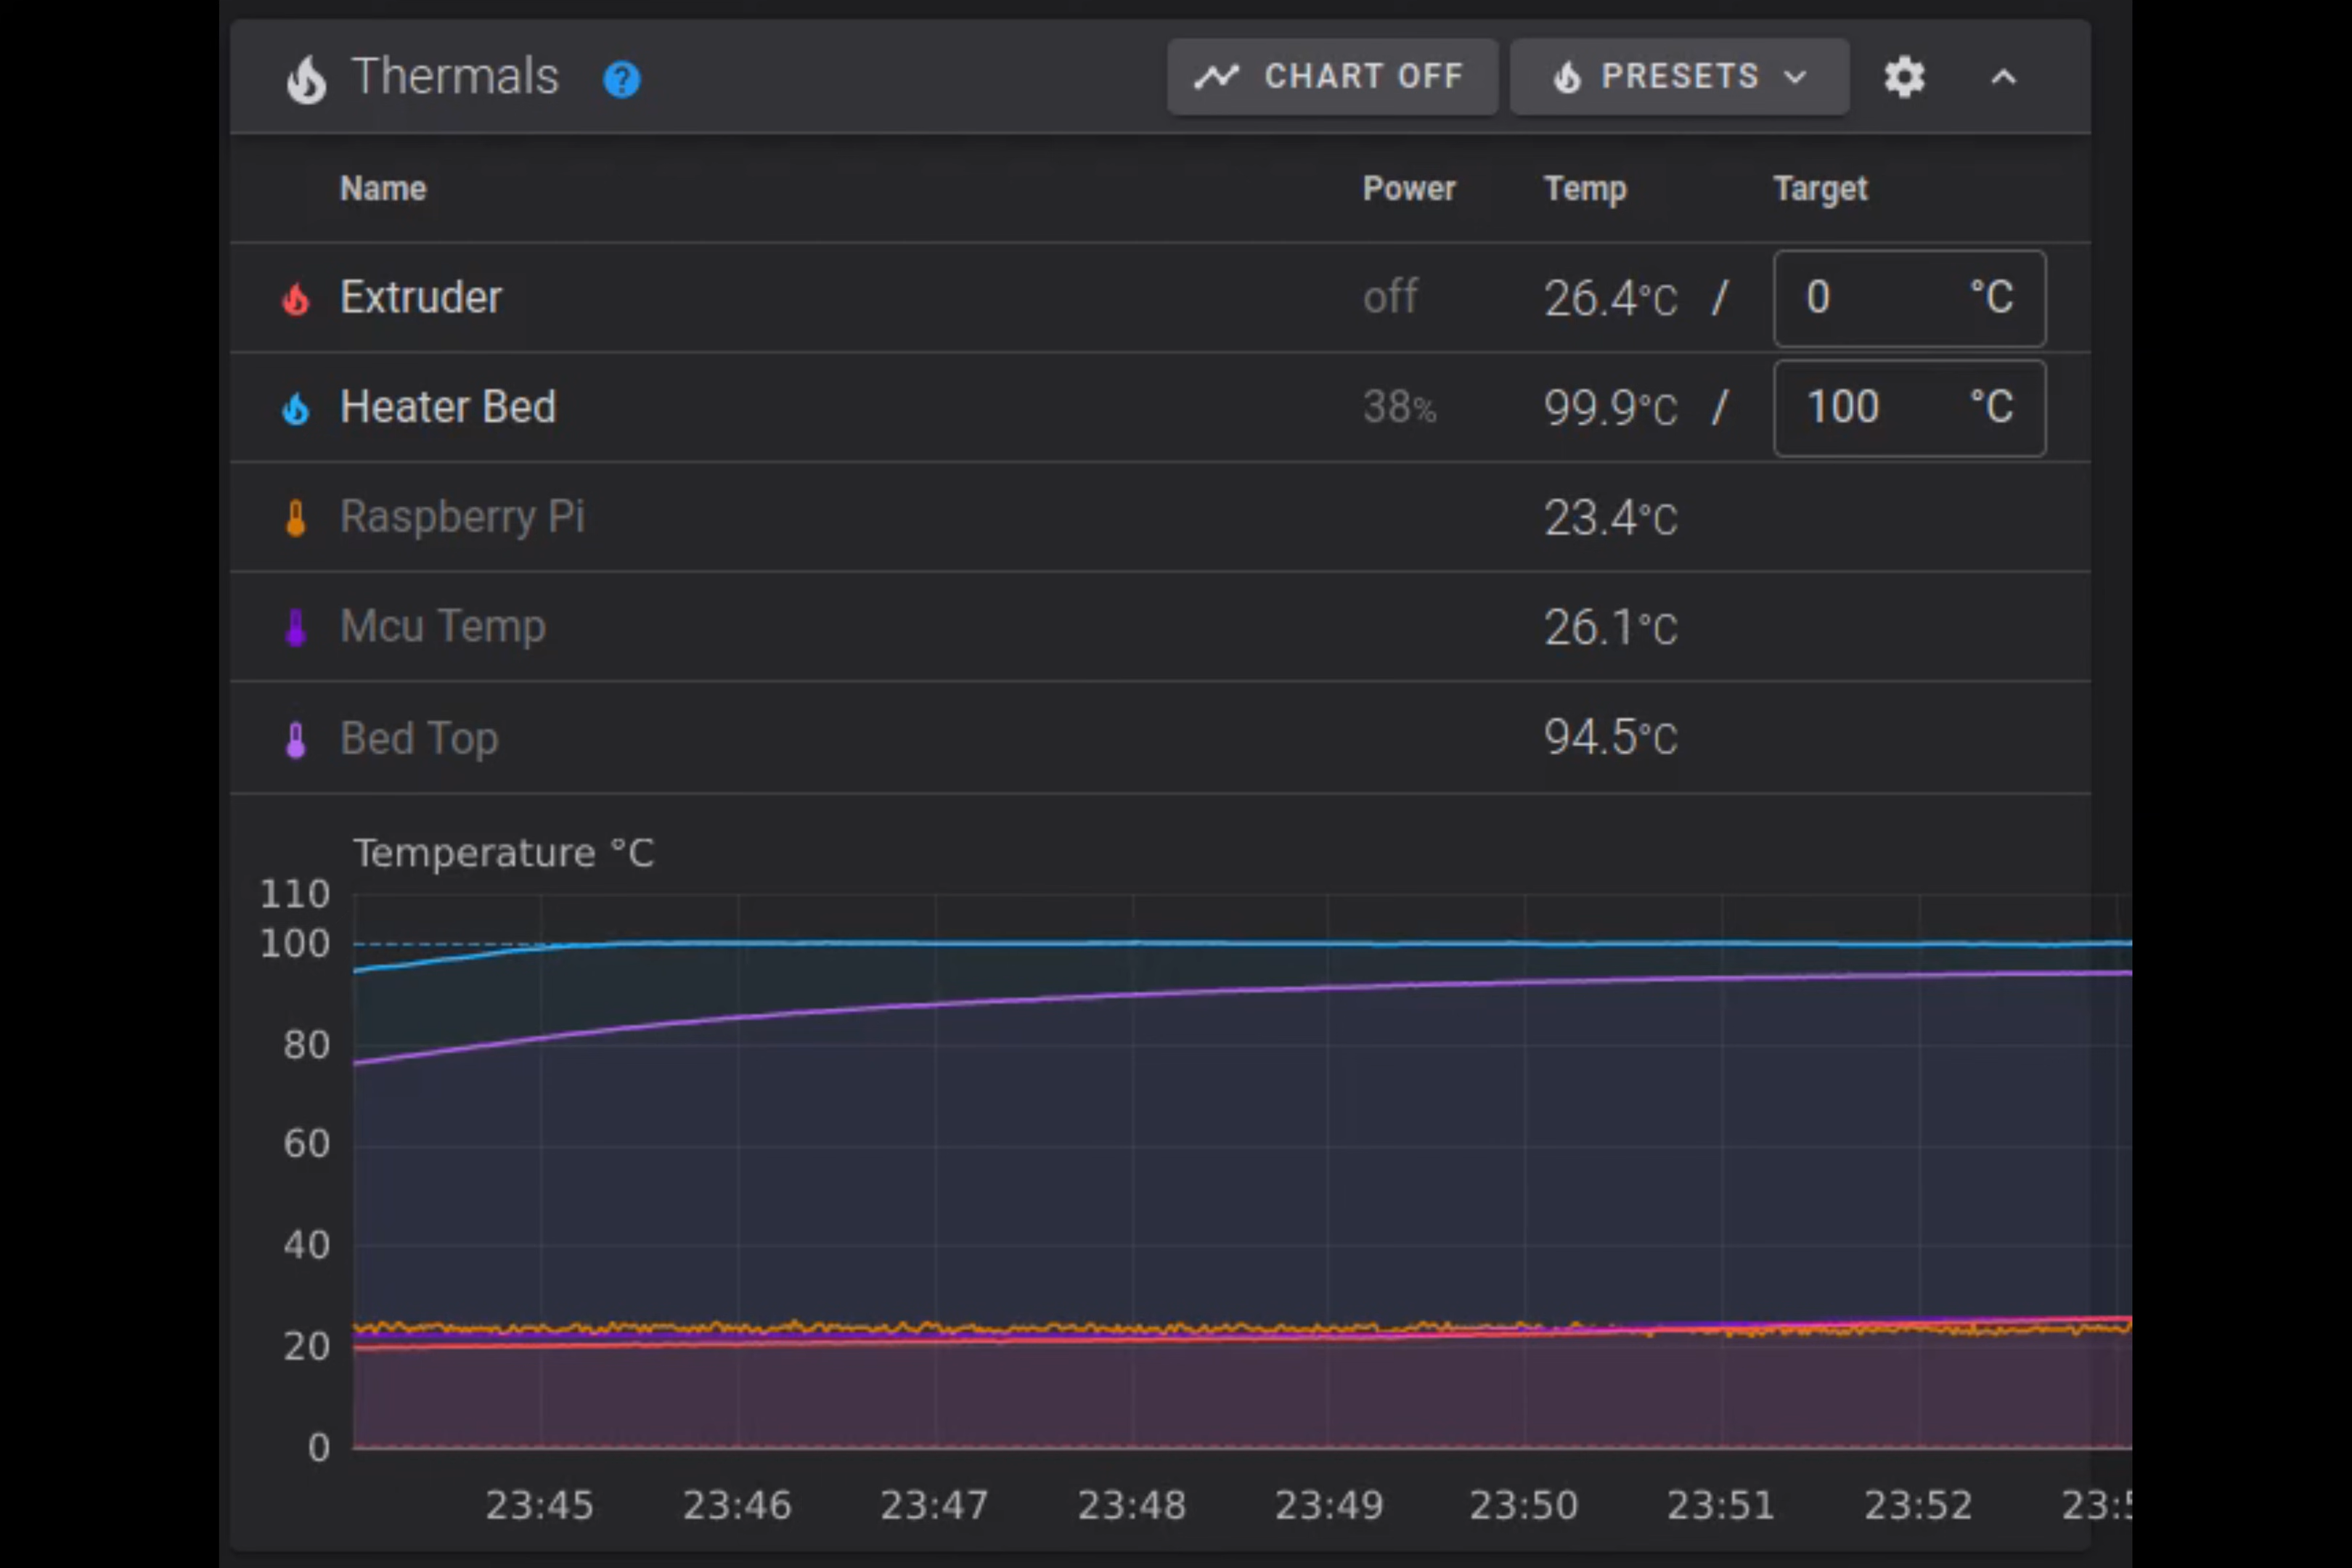 Thermals ? CHART OFF PRESETS
Name Power Temp Target
Extruder off 26.4°C / 0 °C
Heater Bed 38% 99.9°C / 100 °C
Raspberry Pi 23.4°C
Mcu Temp 26.1°C
Bed Top 94.5°C
Temperature °C
110
100
80
60
40
20
0
23:45 23:46 23:47 23:48 23:49 23:50 23:51 23:52